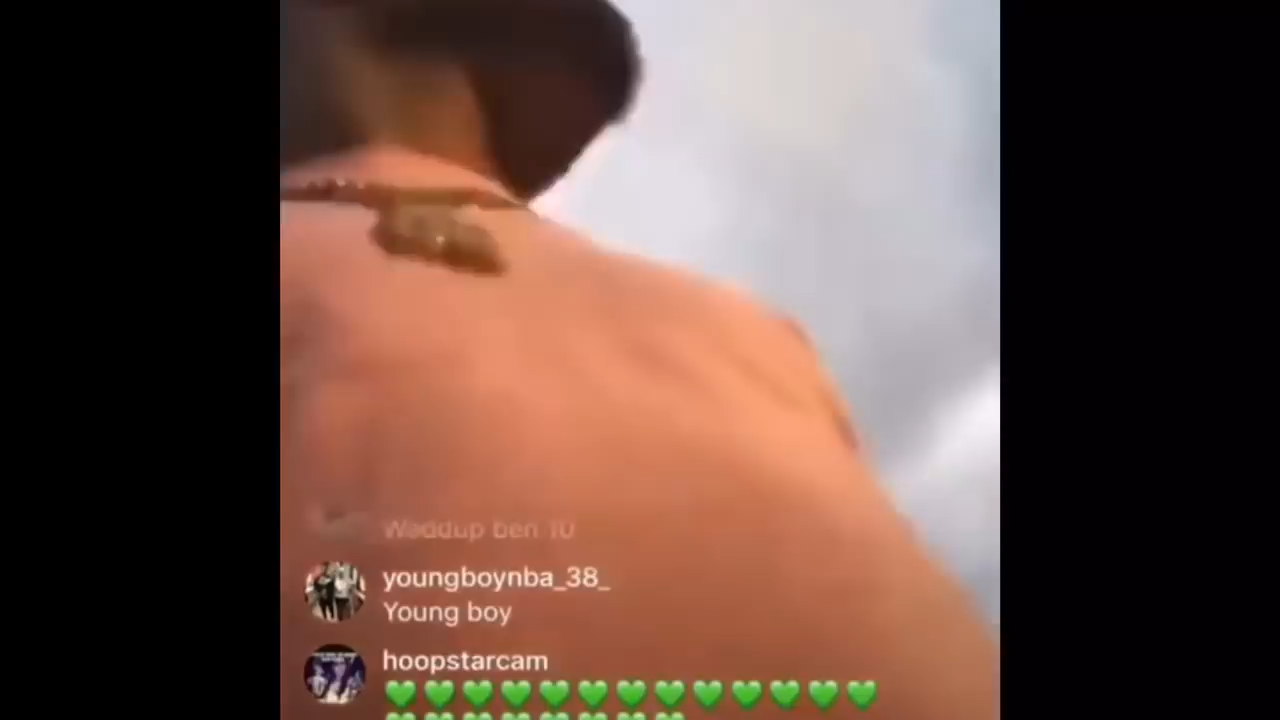 Waddup ben 10
youngboynba_38_
Young boy
hoopstarcam
💚💚💚💚💚💚💚💚💚💚💚💚💚
💚💚💚💚💚💚💚💚